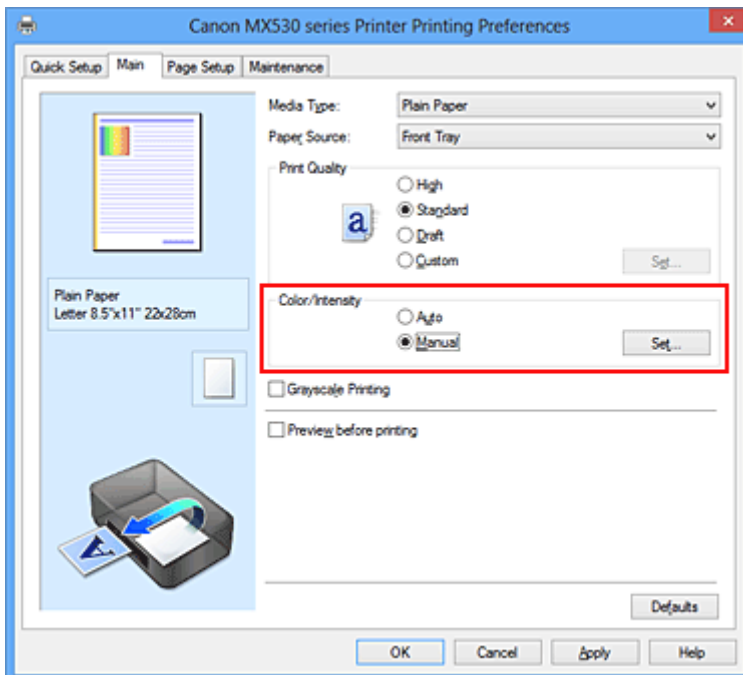 Canon MX530 series Printer Printing Preferences
Quick Setup Main Page Setup Maintenance
Media Type: Plain Paper
Paper Source: Front Tray
Print Quality
High
Standard
Draft
Custom Set...
a
Plain Paper
Letter 8.5"x11" 22x28cm
Color/Intensity
Auto
Manual Set...
Grayscale Printing
Preview before printing
A
Defaults
OK Cancel Apply Help